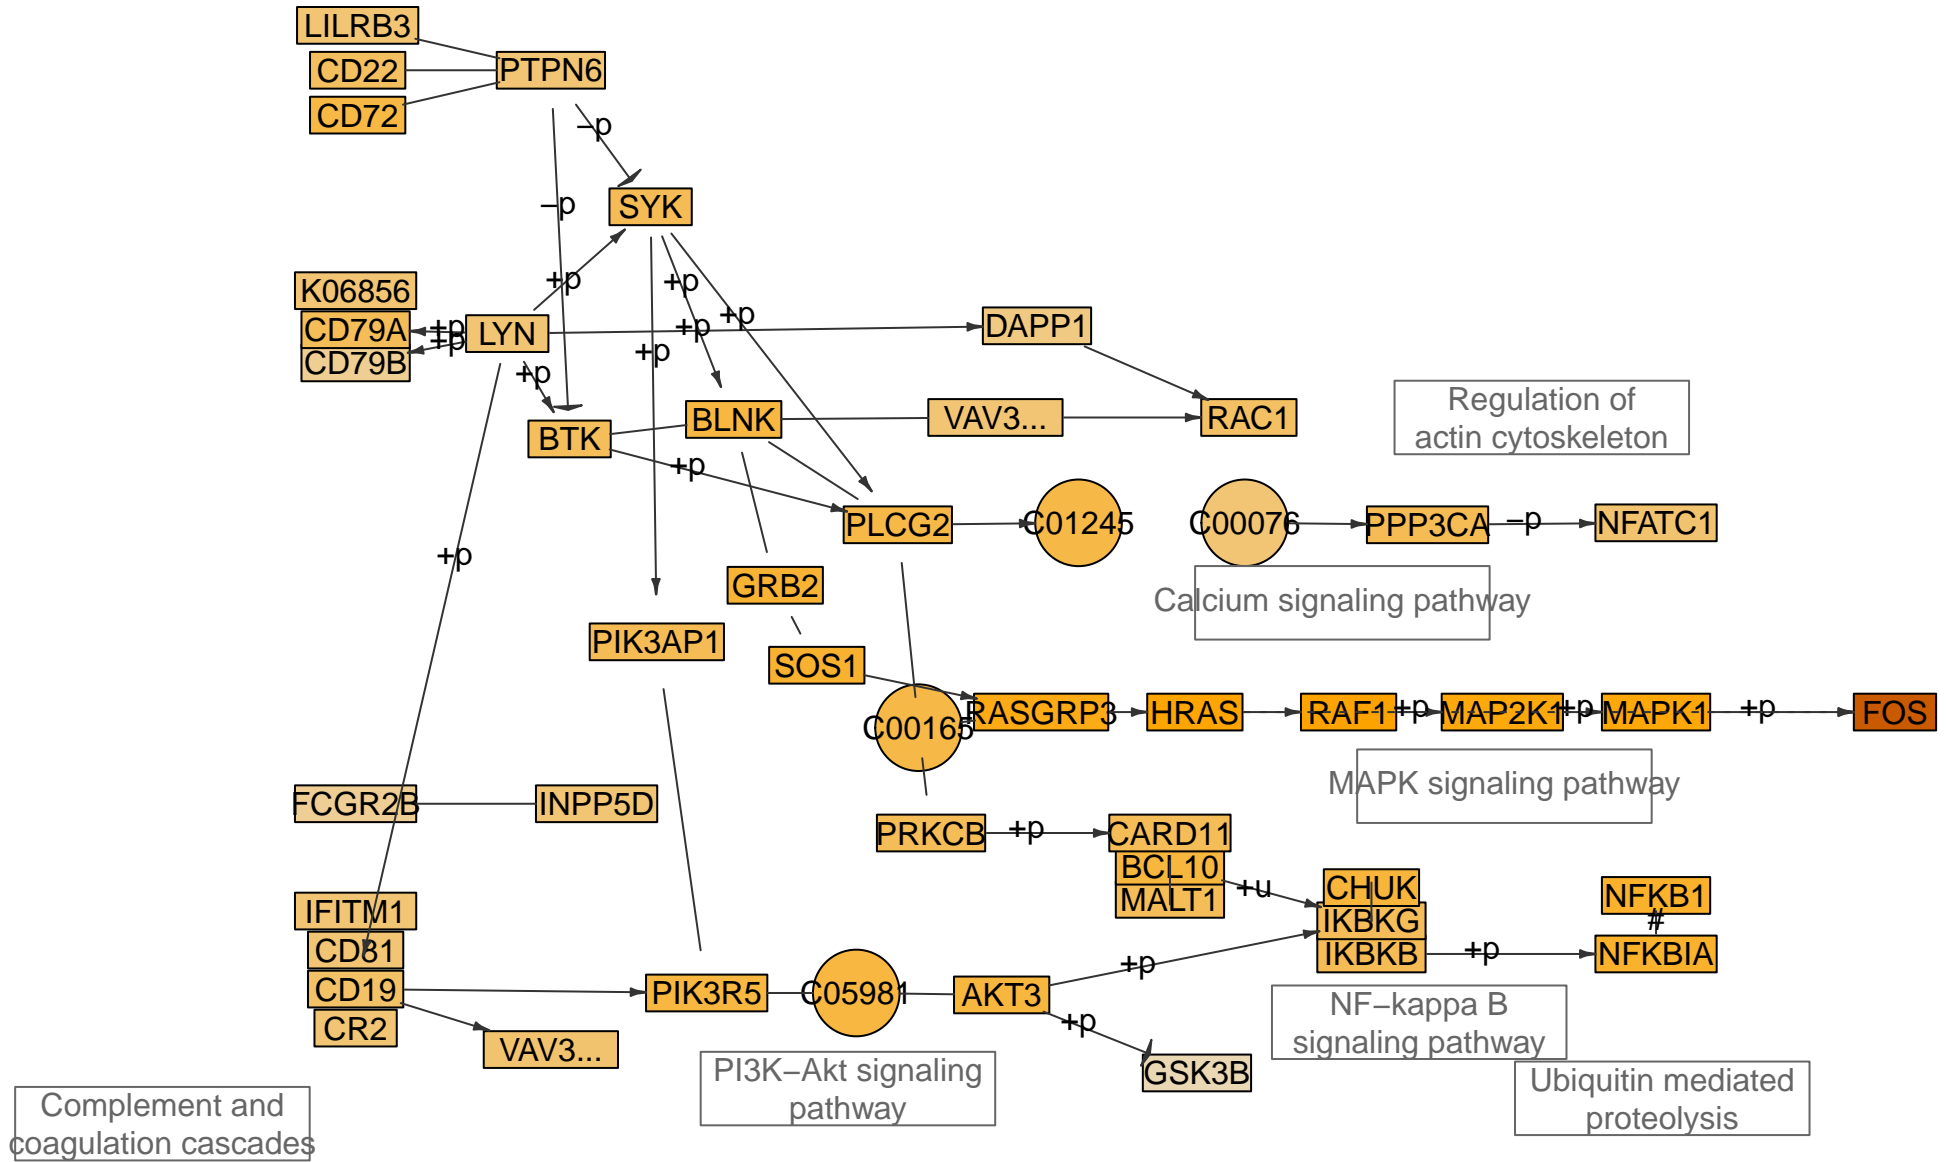 LILRB3
CD22
PTPN6
CD72
–p
–p
SYK
+p
+p
+p
K06856
CD79A
+p
LYN
+p
DAPP1
CD79B
+p
+p
+p
BTK
BLNK
VAV3...
RAC1
Regulation of
actin cytoskeleton
+p
PLCG2
C01245
C00076
PPP3CA
–p
NFATC1
+p
GRB2
Calcium signaling pathway
PIK3AP1
SOS1
C00165
RASGRP3
HRAS
RAF1
+p
MAP2K1
+p
MAPK1
+p
FOS
MAPK signaling pathway
FCGR2B
INPP5D
PRKCB
+p
CARD11
BCL10
MALT1
+u
CHUK
IKBKG
IKBKB
+p
NFKB1
#
NFKBIA
IFITM1
CD81
CD19
CR2
VAV3...
PIK3R5
C05981
AKT3
+p
+p
GSK3B
NF–kappa B
signaling pathway
PI3K–Akt signaling
pathway
Ubiquitin mediated
proteolysis
Complement and
coagulation cascades